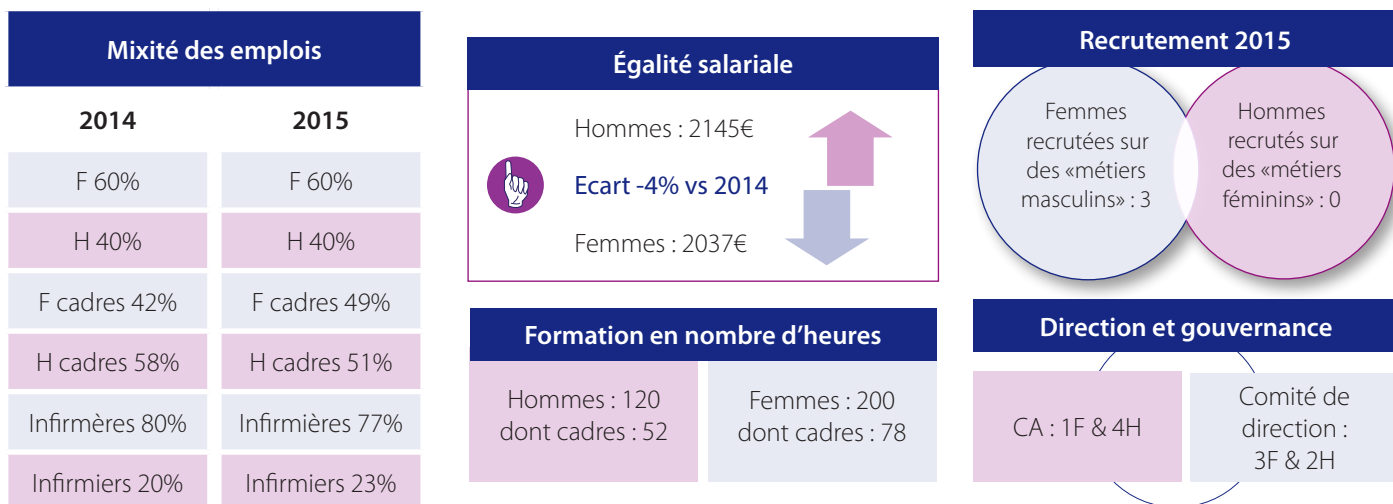 Mixité des emplois
2014
2015
F 60%
F 60%
H 40%
H 40%
F cadres 42%
F cadres 49%
H cadres 58%
H cadres 51%
Infirmères 80%
Infirmières 77%
Infirmiers 20%
Infirmiers 23%
Égalité salariale
Hommes : 2145€
Ecart -4% vs 2014
Femmes : 2037€
Formation en nombre d’heures
Hommes : 120
dont cadres : 52
Femmes : 200
dont cadres : 78
Recrutement 2015
Femmes
recrutées sur
des «métiers
masculins» : 3
Hommes
recrutés sur
des «métiers
féminins» : 0
Direction et gouvernance
CA : 1F & 4H
Comité de
direction :
3F & 2H